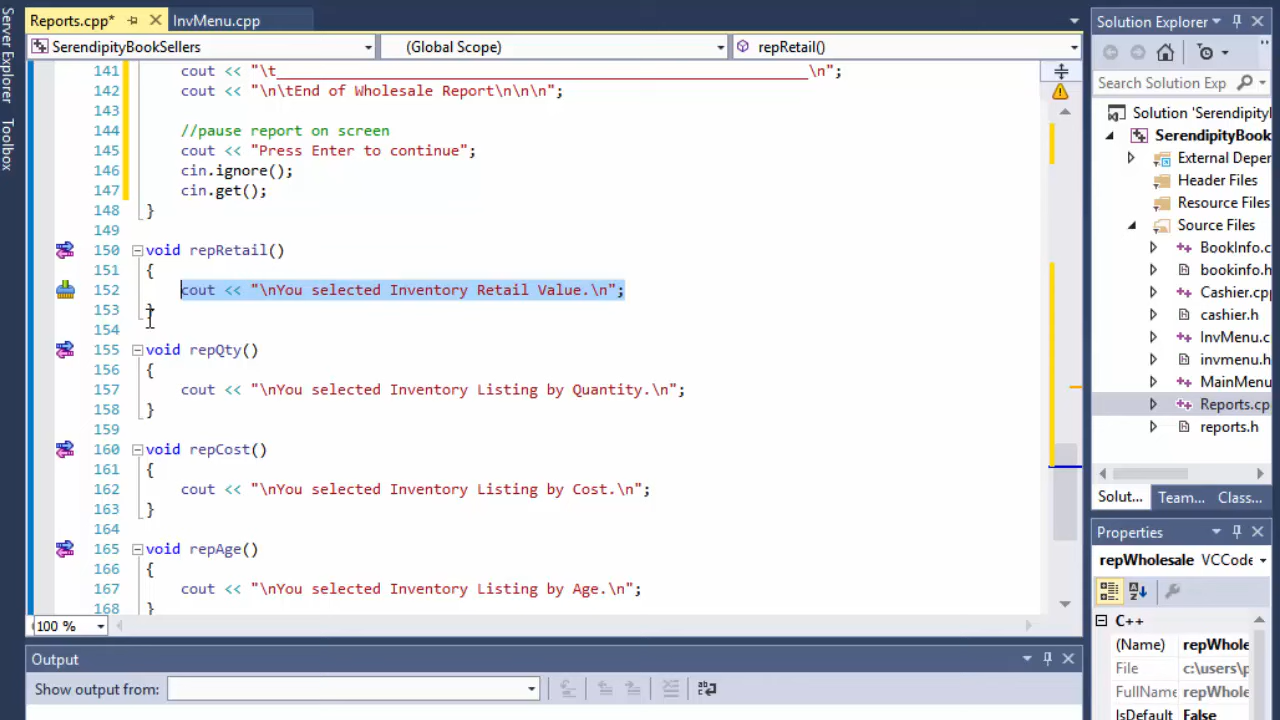 Server Explorer
Toolbox
Reports.cpp*
InvMenu.cpp
SerendipityBookSellers
(Global Scope)
repRetail()
141 cout << "\t_____________________________________________________________\n";
142 cout << "\n\tEnd of Wholesale Report\n\n\n";
143
144 //pause report on screen
145 cout << "Press Enter to continue";
146 cin.ignore();
147 cin.get();
148 }
149
150 void repRetail()
151 {
152 cout << "\nYou selected Inventory Retail Value.\n";
153 }
154
155 void repQty()
156 {
157 cout << "\nYou selected Inventory Listing by Quantity.\n";
158 }
159
160 void repCost()
161 {
162 cout << "\nYou selected Inventory Listing by Cost.\n";
163 }
164
165 void repAge()
166 {
167 cout << "\nYou selected Inventory Listing by Age.\n";
168 }
100 %
Output
Show output from:
Solution Explorer
Search Solution Exp
Solution 'Serendipity
SerendipityBook
External Deper
Header Files
Resource Files
Source Files
BookInfo.c
bookinfo.h
Cashier.cp
cashier.h
InvMenu.c
invmenu.h
MainMenu
Reports.cp
reports.h
Solut...
Team...
Class...
Properties
repWholesale VCCode
C++
(Name) repWhole
File c:\users\p
FullName repWhole
IsDefault False